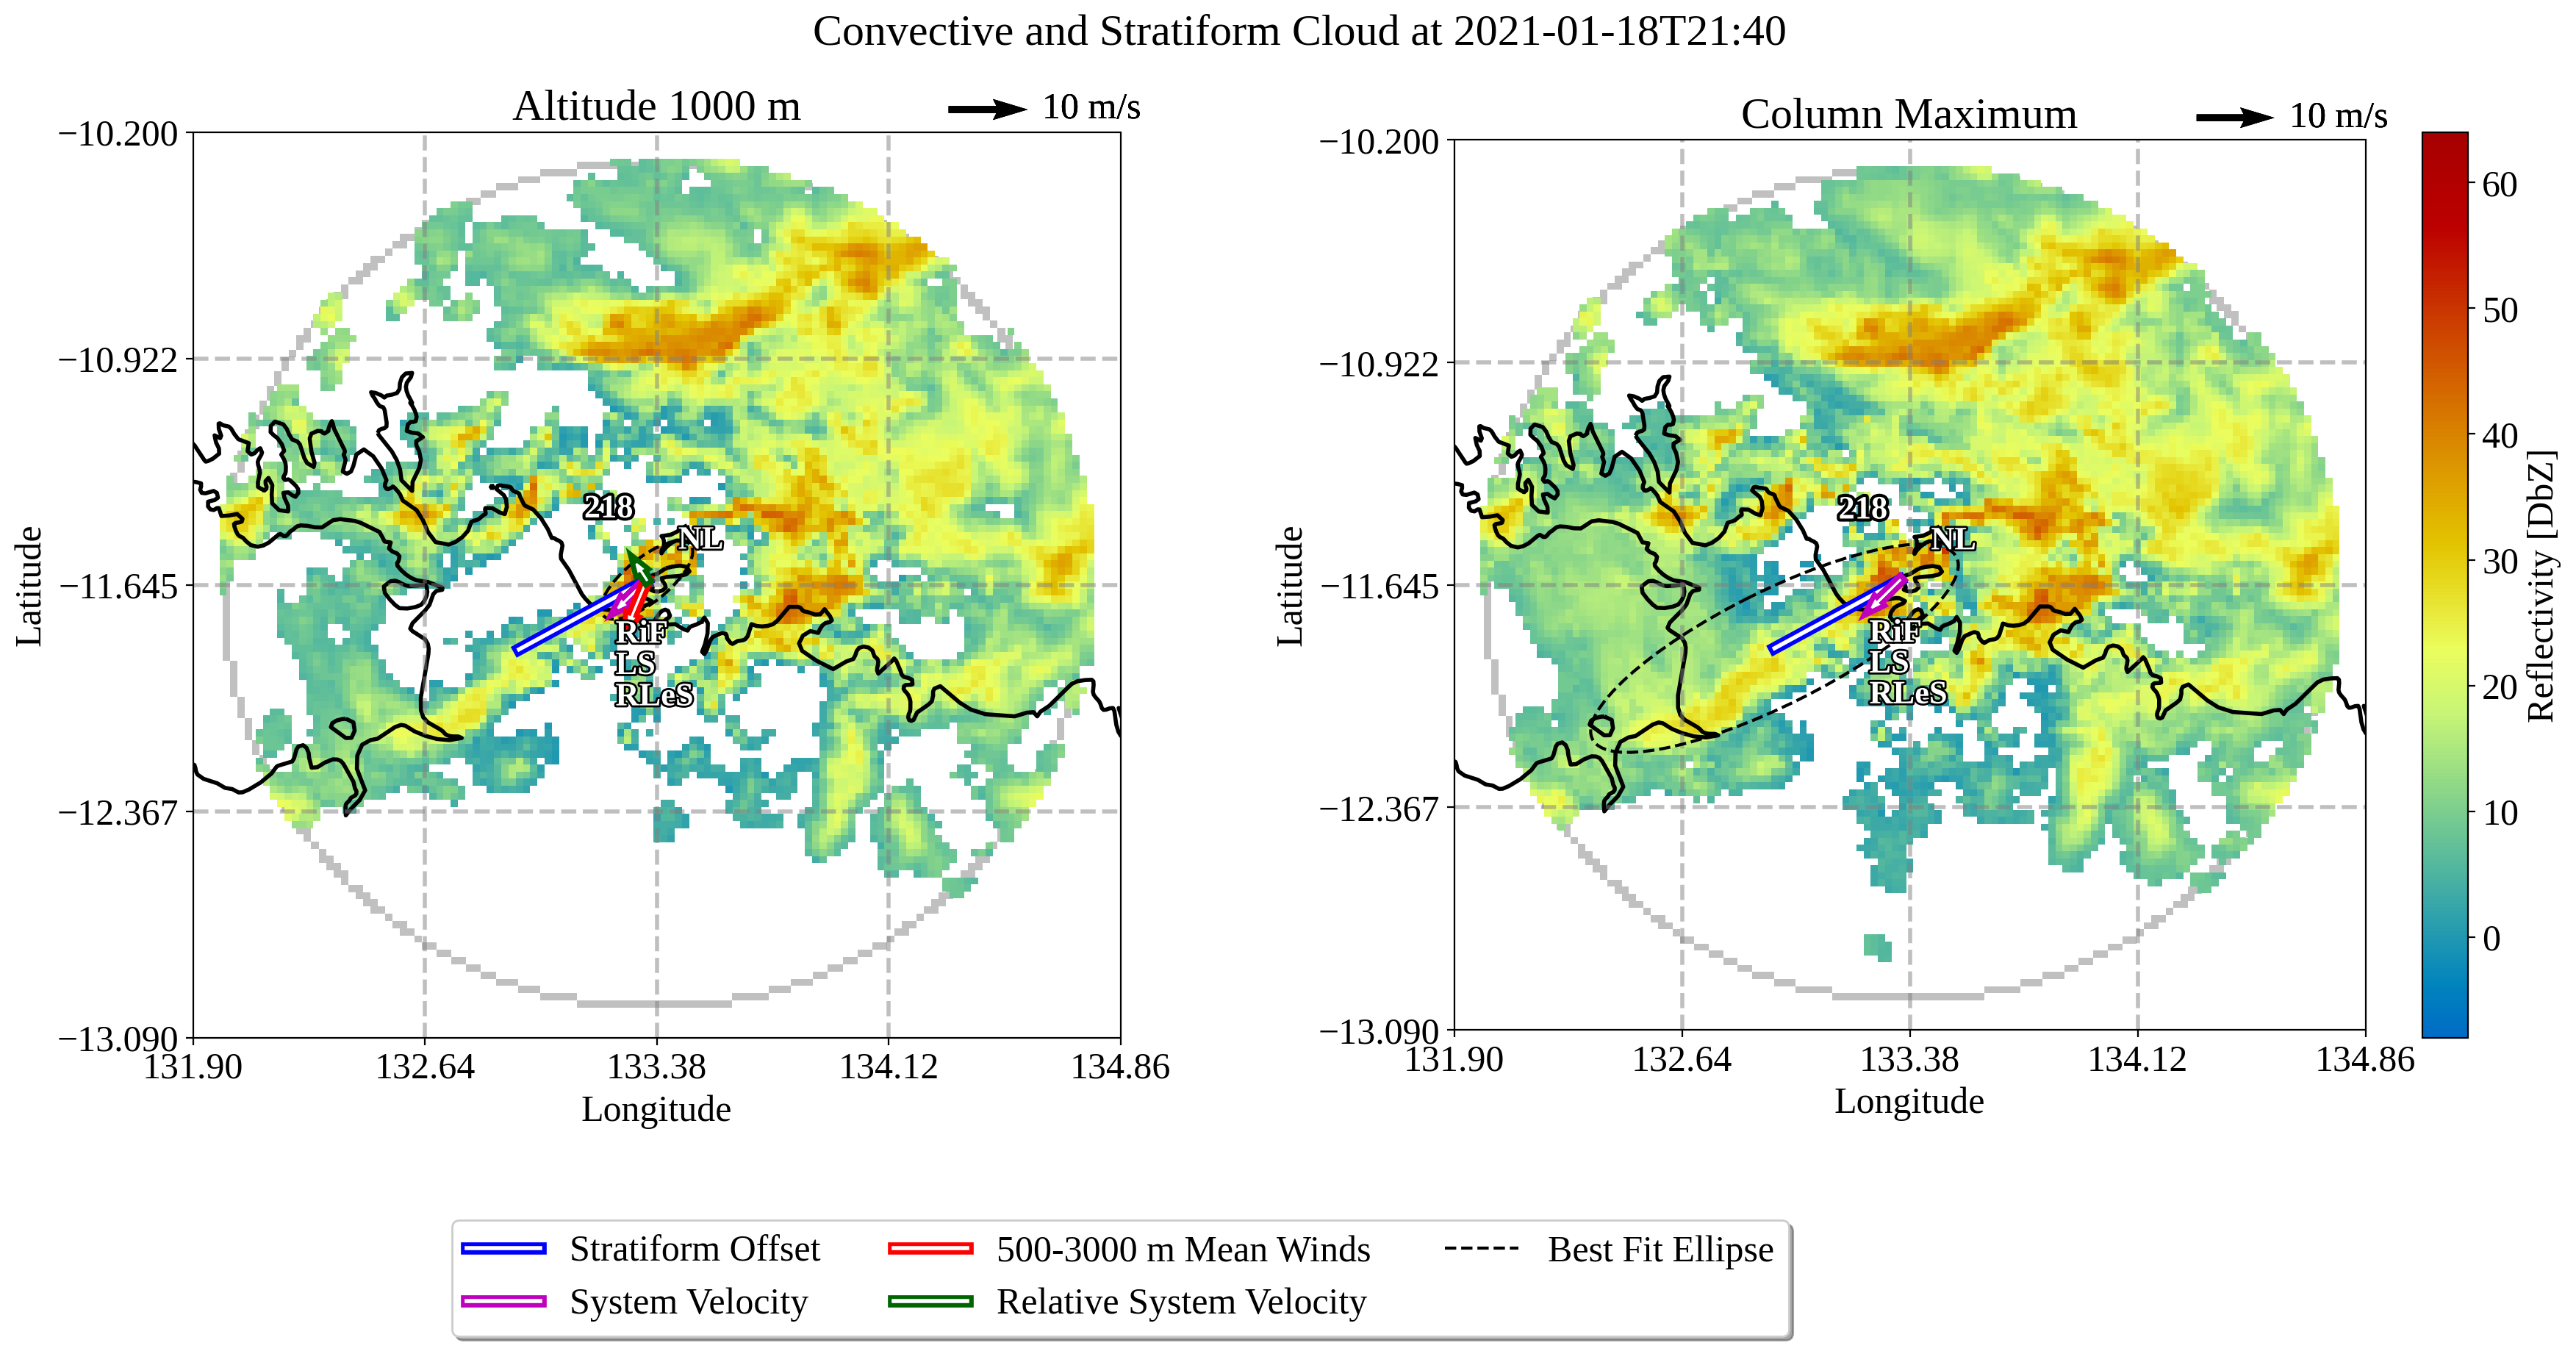 Convective and Stratiform Cloud at 2021-01-18T21:40
Altitude 1000 m
10 m/s
−10.200
−10.922
−11.645
−12.367
−13.090
Latitude
218
NL
RiF
LS
RLeS
131.90
132.64
133.38
134.12
134.86
Longitude
Column Maximum
10 m/s
−10.200
−10.922
−11.645
−12.367
−13.090
Latitude
218
NL
RiF
LS
RLeS
131.90
132.64
133.38
134.12
134.86
Longitude
60
50
40
30
20
10
0
Reflectivity [DbZ]
Stratiform Offset
System Velocity
500-3000 m Mean Winds
Relative System Velocity
Best Fit Ellipse